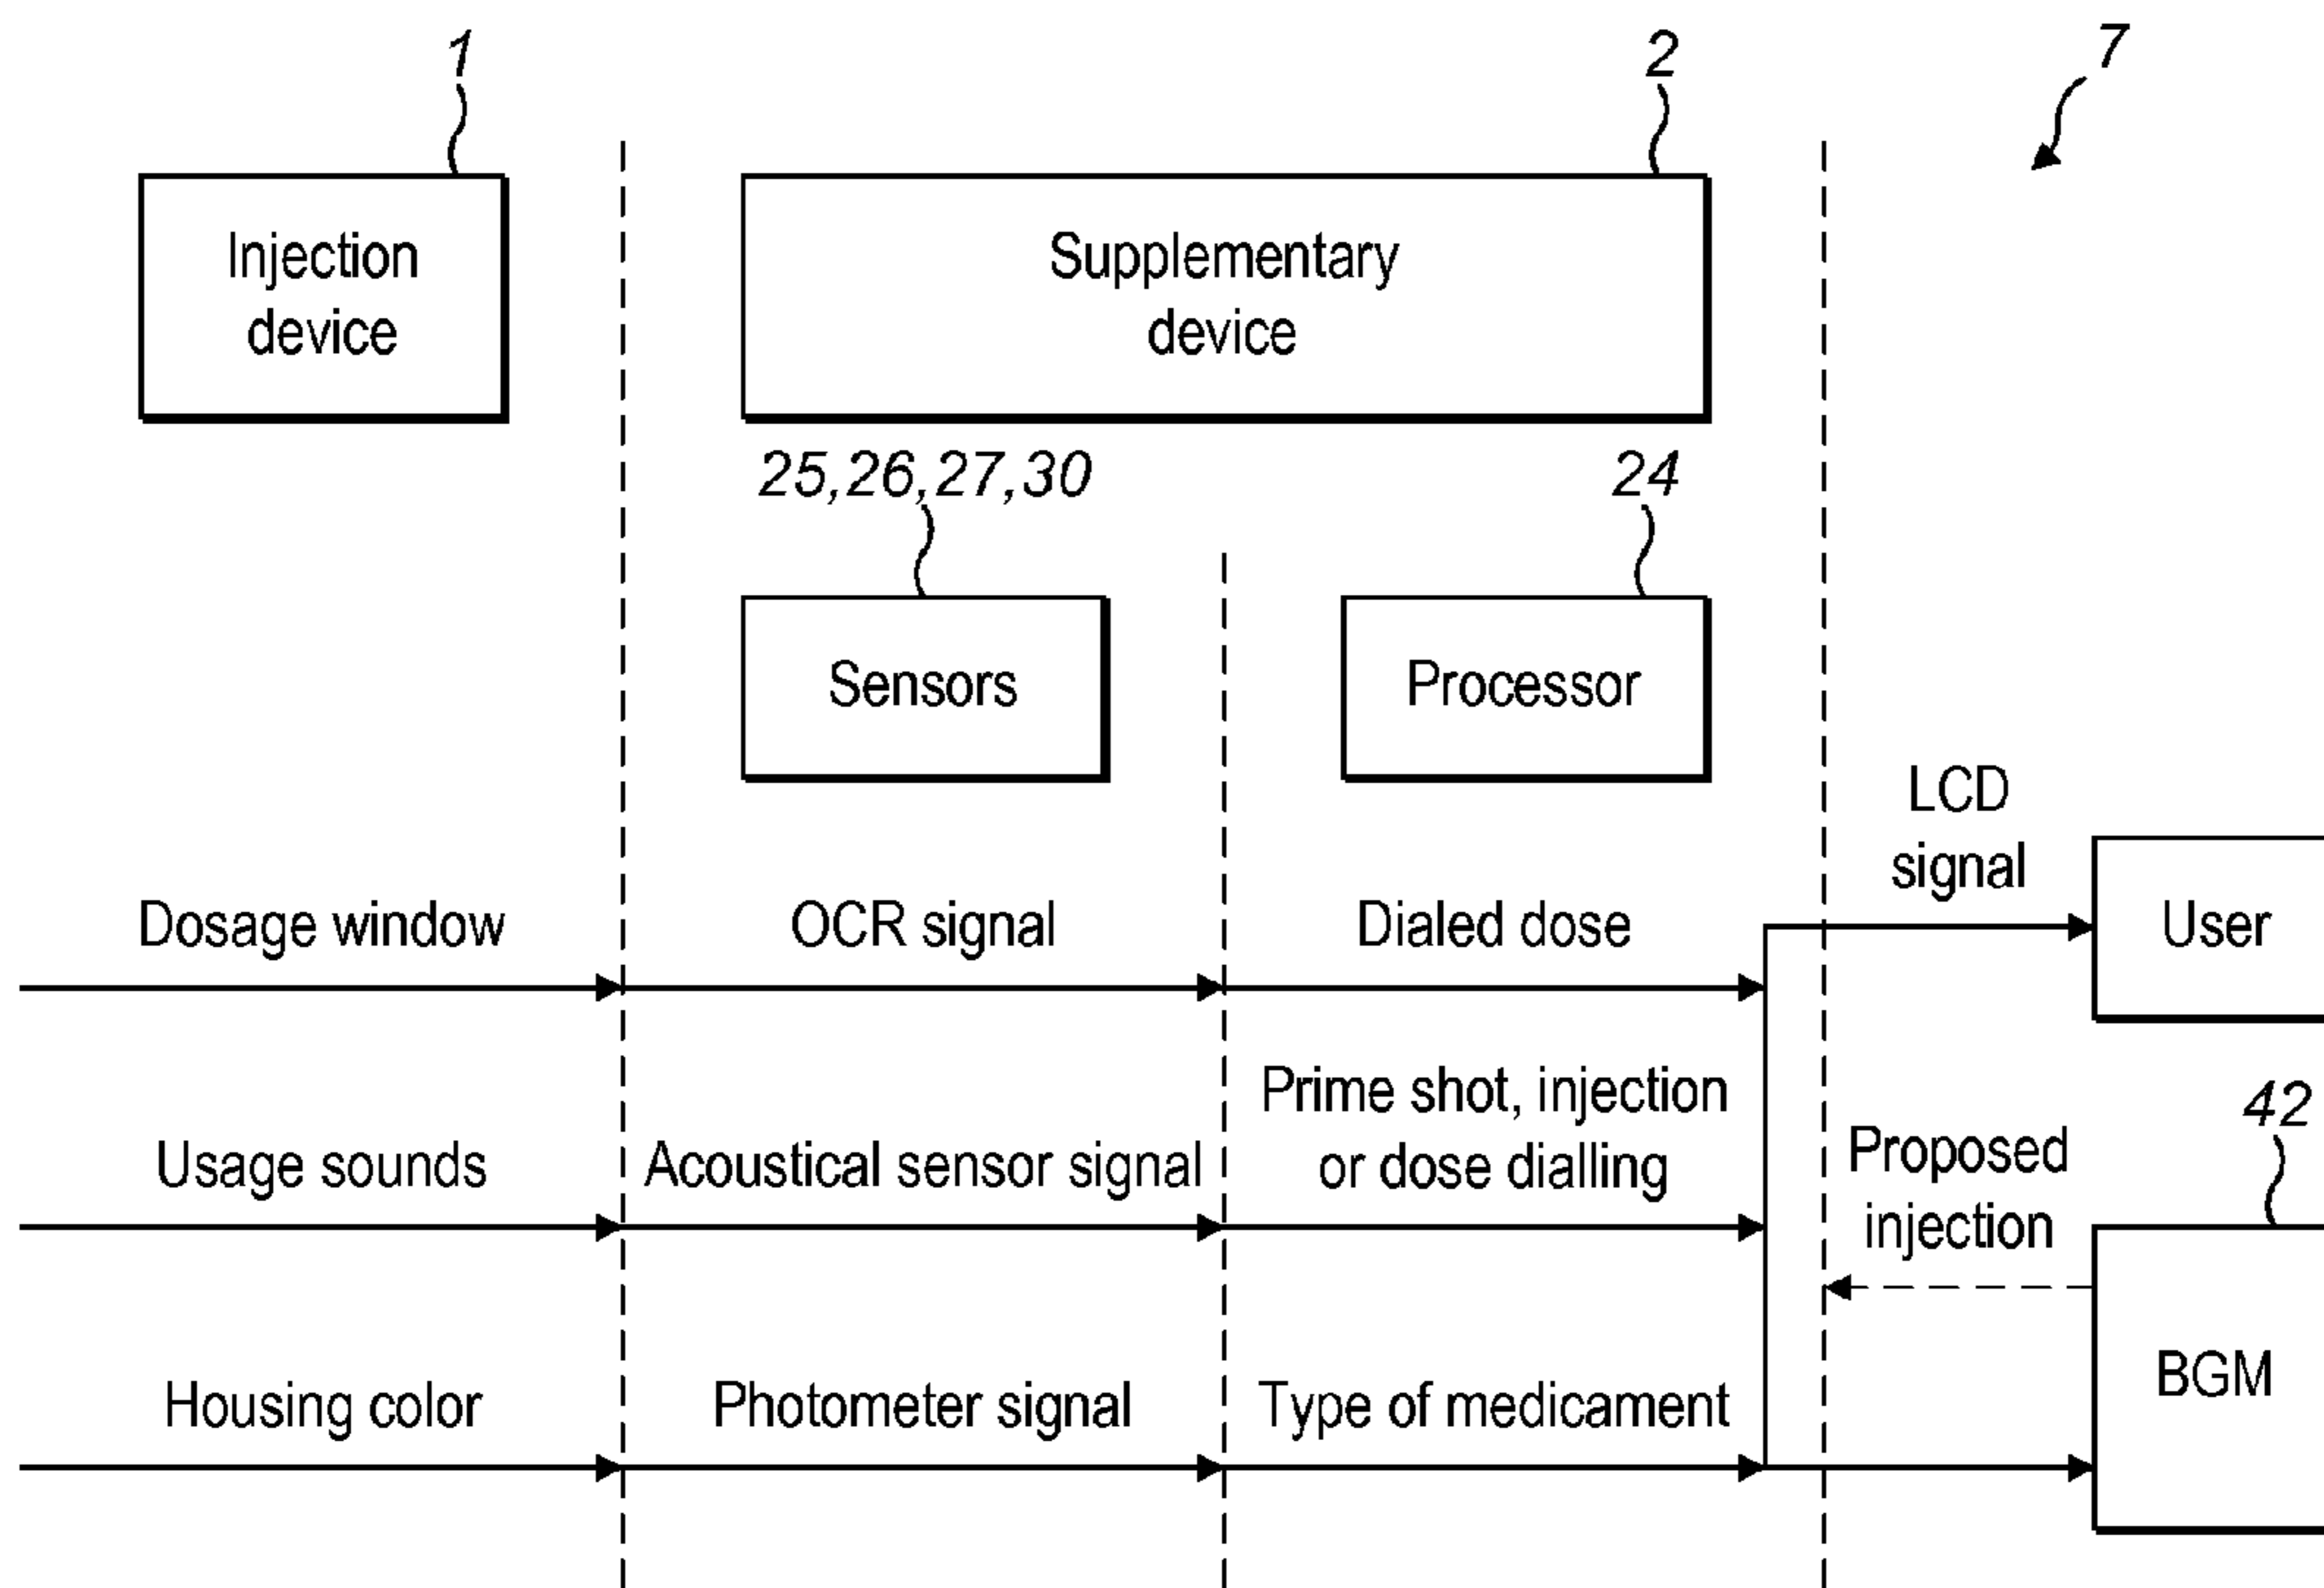 1
2
7
Injection
device
Supplementary
device
25,26,27,30
24
Sensors
Processor
LCD
signal
Dosage window
OCR signal
Dialed dose
User
Prime shot, injection
or dose dialling
42
Usage sounds
Acoustical sensor signal
Proposed
injection
Housing color
Photometer signal
Type of medicament
BGM